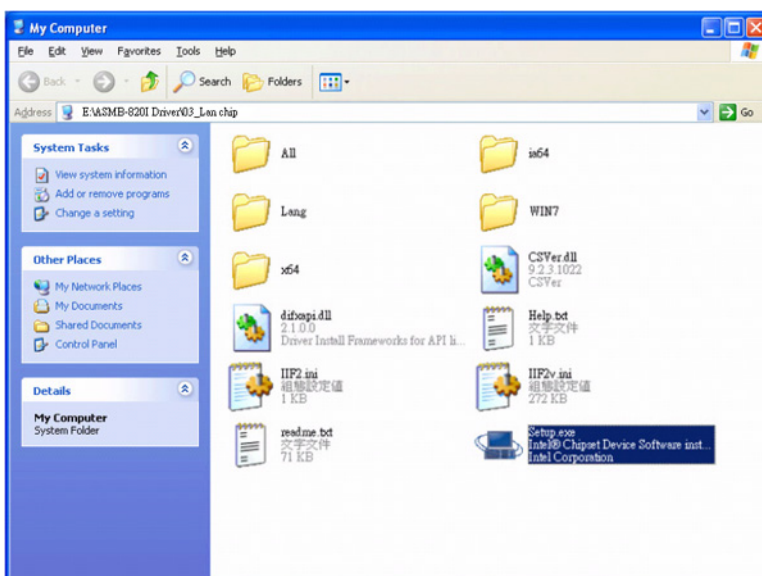 My Computer
File Edit View Favorites Tools Help
Back Search Folders
Address E:\ASMB-820I Driver\03_Lan chip Go
System Tasks
View system information
Add or remove programs
Change a setting
Other Places
My Network Places
My Documents
Shared Documents
Control Panel
Details
My Computer
System Folder
All
ia64
Lang
WIN7
x64
CSVer.dll
9.2.3.1022
CSVer
difxapi.dll
2.1.0.0
Driver Install Frameworks for API li...
Help.txt
文字文件
1 KB
IIF2.ini
組態設定值
1 KB
IIF2v.ini
組態設定值
272 KB
readme.txt
文字文件
71 KB
Setup.exe
Intel® Chipset Device Software inst...
Intel Corporation